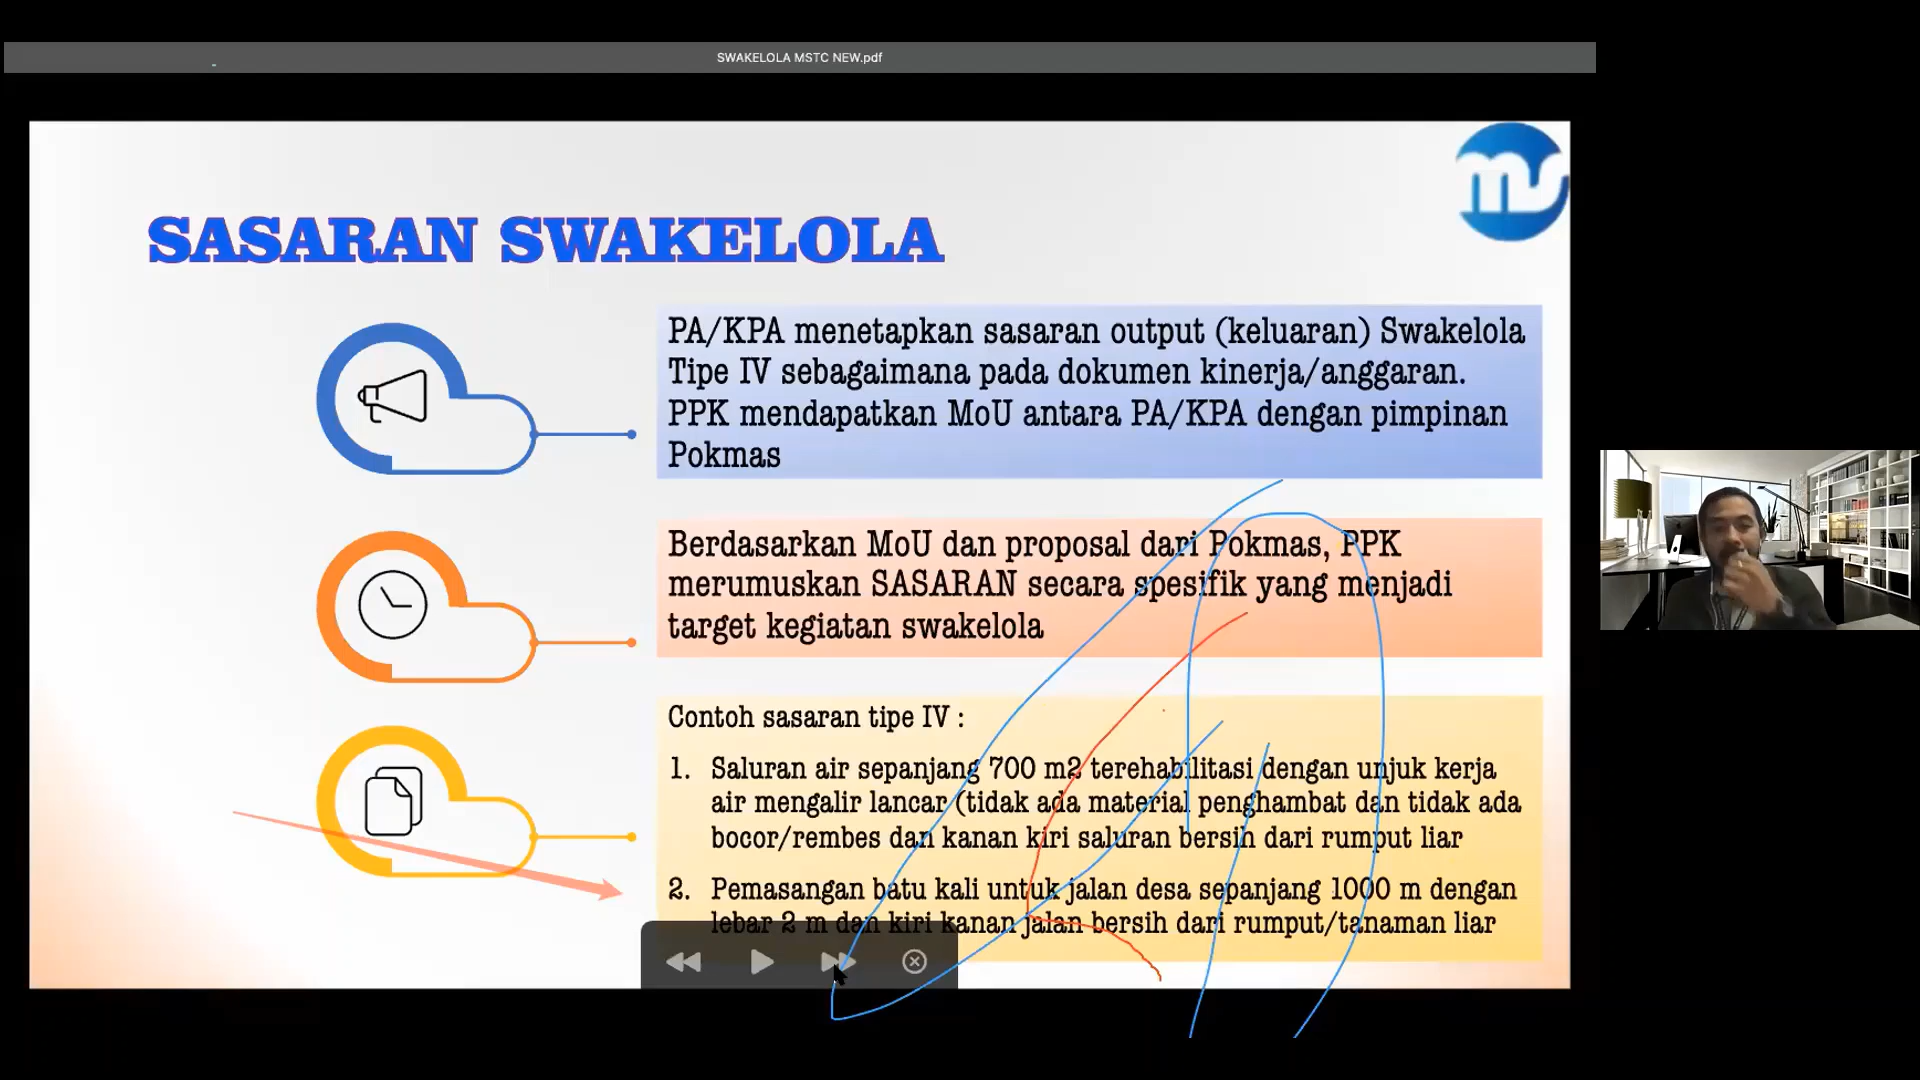 SWAKELOLA MSTC NEW.pdf
ms
SASARAN SWAKELOLA
PA/KPA menetapkan sasaran output (keluaran) Swakelola
Tipe IV sebagaimana pada dokumen kinerja/anggaran.
PPK mendapatkan MoU antara PA/KPA dengan pimpinan
Pokmas
Berdasarkan MoU dan proposal dari Pokmas, PPK
merumuskan SASARAN secara spesifik yang menjadi
target kegiatan swakelola
Contoh sasaran tipe IV :
1. Saluran air sepanjang 700 m2 terehabilitasi dengan unjuk kerja
air mengalir lancar (tidak ada material penghambat dan tidak ada
bocor/rembes dan kanan kiri saluran bersih dari rumput liar
2. Pemasangan batu kali untuk jalan desa sepanjang 1000 m dengan
lebar 2 m dan kiri kanan jalan bersih dari rumput/tanaman liar